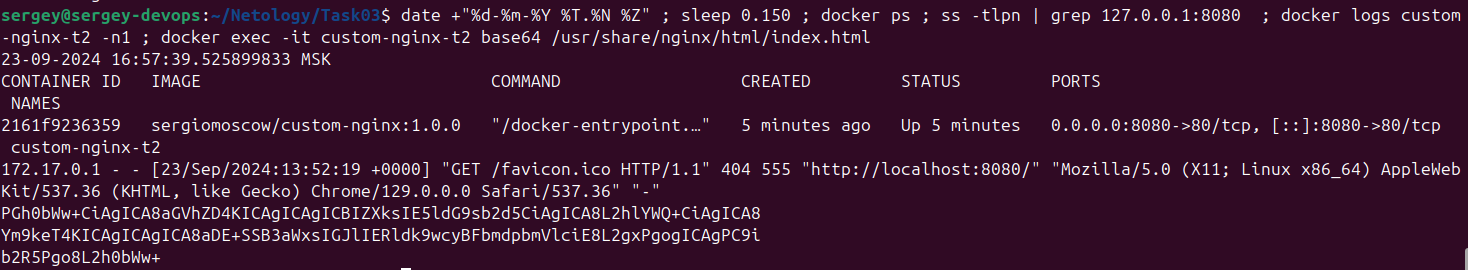 sergey@sergey-devops:~/Netology/Task03$ date +"%d-%m-%Y %T.%N %Z" ; sleep 0.150 ; docker ps ; ss -tlpn | grep 127.0.0.1:8080  ; docker logs custom
-nginx-t2 -n1 ; docker exec -it custom-nginx-t2 base64 /usr/share/nginx/html/index.html
23-09-2024 16:57:39.525899833 MSK
CONTAINER ID   IMAGE                             COMMAND                  CREATED         STATUS         PORTS
 NAMES
2161f9236359   sergiomoscow/custom-nginx:1.0.0   "/docker-entrypoint.…"   5 minutes ago   Up 5 minutes   0.0.0.0:8080->80/tcp, [::]:8080->80/tcp
 custom-nginx-t2
172.17.0.1 - - [23/Sep/2024:13:52:19 +0000] "GET /favicon.ico HTTP/1.1" 404 555 "http://localhost:8080/" "Mozilla/5.0 (X11; Linux x86_64) AppleWeb
Kit/537.36 (KHTML, like Gecko) Chrome/129.0.0.0 Safari/537.36" "-"
PGh0bWw+CiAgICA8aGVhZD4KICAgICAgICBIZXksIE5ldG9sb2d5CiAgICA8L2hlYWQ+CiAgICA8
Ym9keT4KICAgICAgICA8aDE+SSB3aWxsIGJlIERldk9wcyBFbmdpbmVlciE8L2gxPgogICAgPC9i
b2R5Pgo8L2h0bWw+